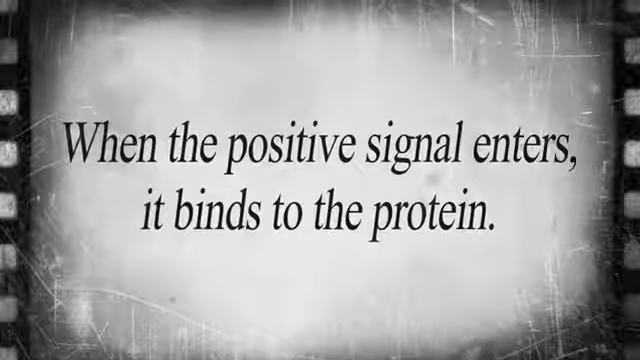 When the positive signal enters,
it binds to the protein.